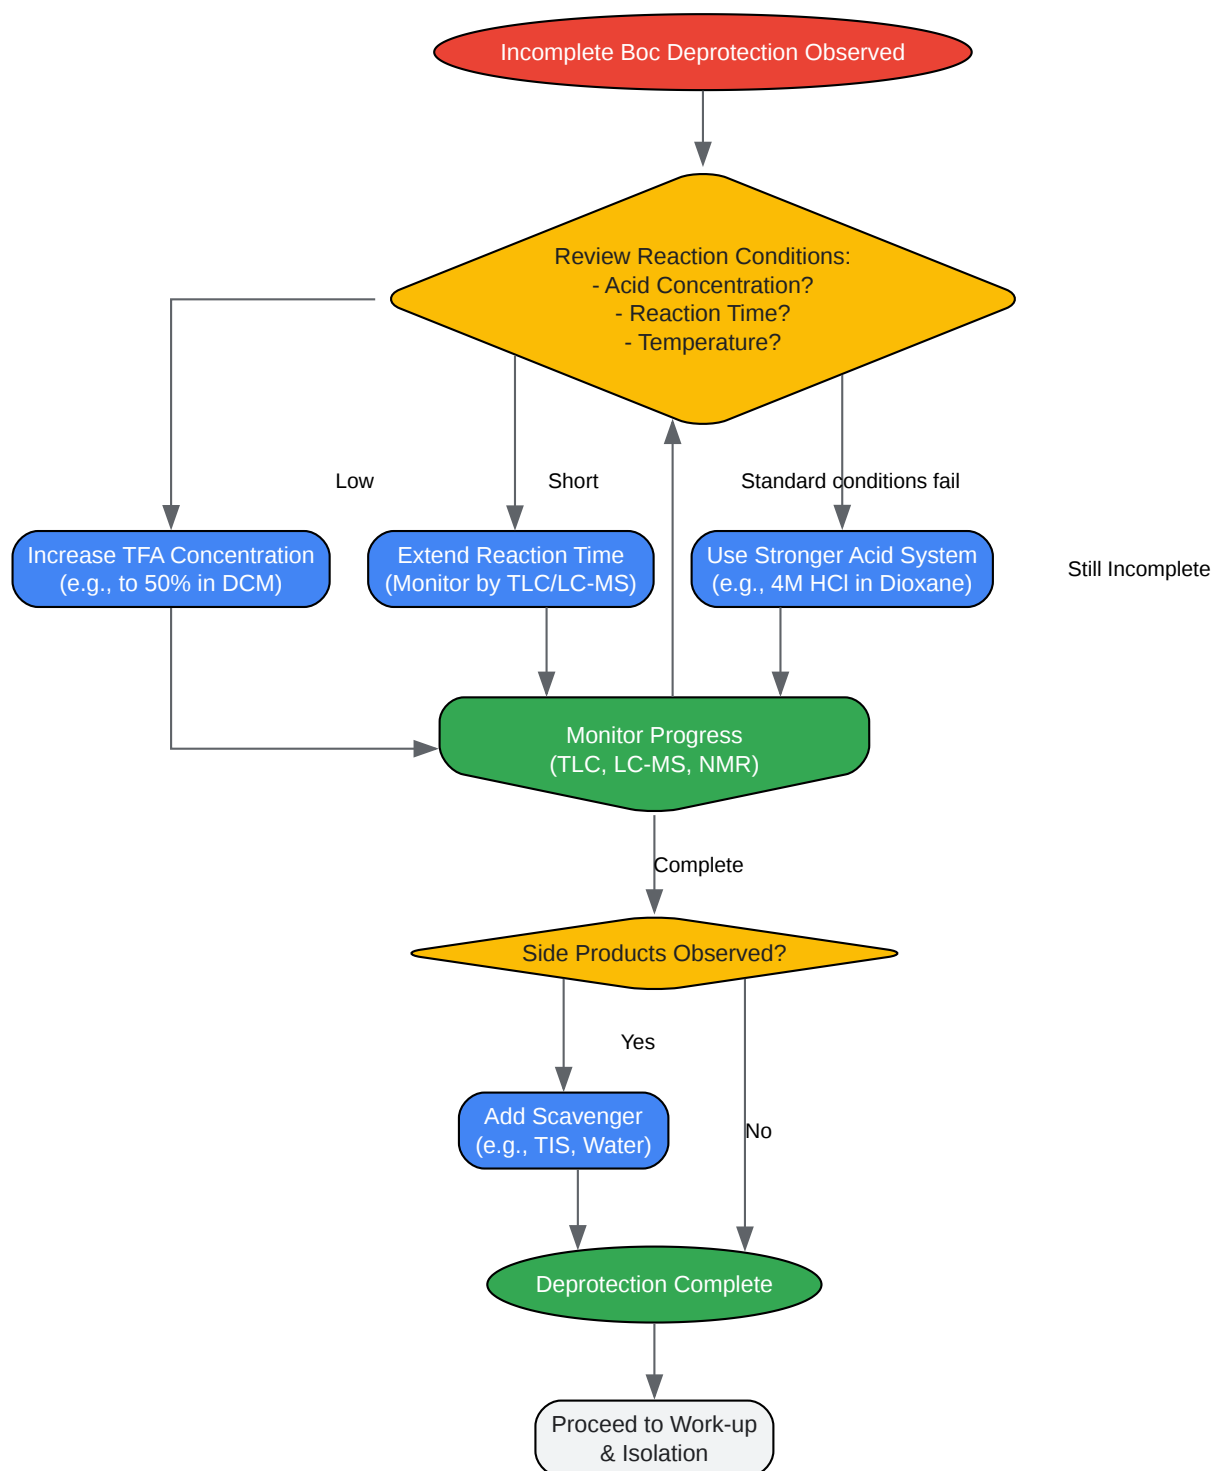 Incomplete Boc Deprotection Observed
Review Reaction Conditions:
- Acid Concentration?
- Reaction Time?
- Temperature?
Low
Short
Standard conditions fail
Increase TFA Concentration
(e.g., to 50% in DCM)
Extend Reaction Time
(Monitor by TLC/LC-MS)
Use Stronger Acid System
(e.g., 4M HCl in Dioxane)
Still Incomplete
Monitor Progress
(TLC, LC-MS, NMR)
Complete
Side Products Observed?
Yes
Add Scavenger
(e.g., TIS, Water)
No
Deprotection Complete
Proceed to Work-up
& Isolation